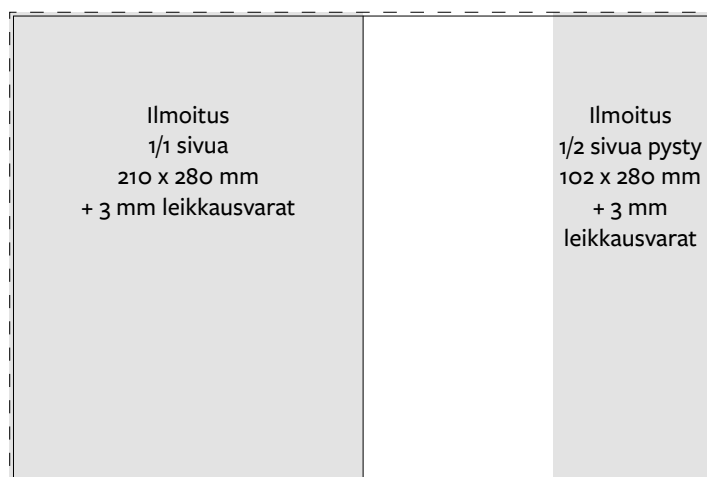 Ilmoitus
1/1 sivua
210 x 280 mm
+ 3 mm leikkausvarat
Ilmoitus
1/2 sivua pysty
102 x 280 mm
+ 3 mm
leikkausvarat